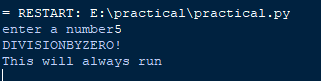 = RESTART: E:\practical\practical.py
enter a number5
DIVISIONBYZERO!
This will always run